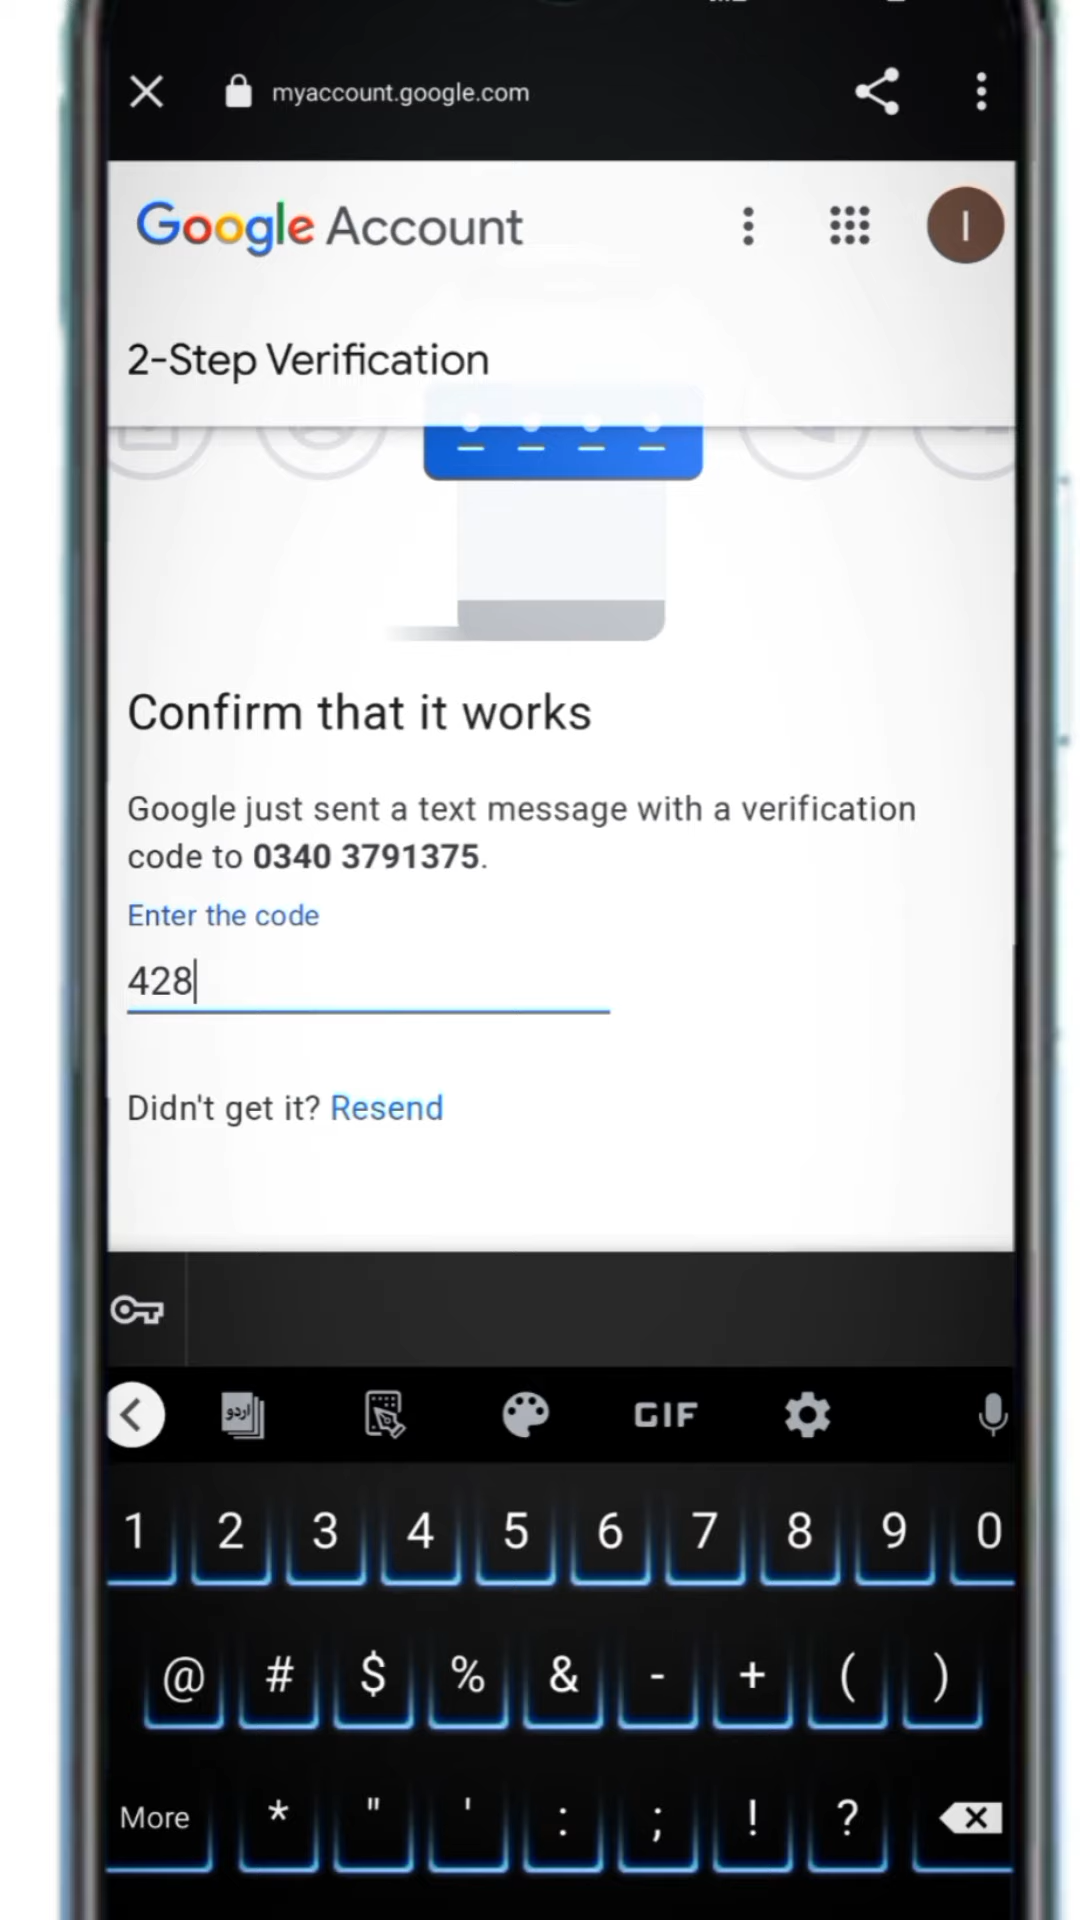 myaccount.google.com
Google Account
I
2-Step Verification
Confirm that it works
Google just sent a text message with a verification
code to 0340 3791375.
Enter the code
428
Didn't get it? Resend
اردو GIF
1 2 3 4 5 6 7 8 9 0
@ # $ % & - + ( )
More * " ' : ; ! ?